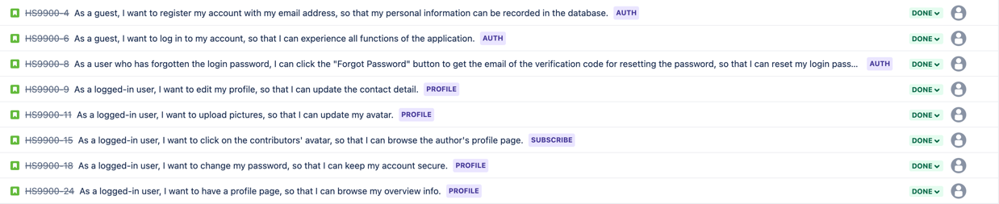 HS9900-4 As a guest, I want to register my account with my email address, so that my personal information can be recorded in the database. AUTH DONE
HS9900-6 As a guest, I want to log in to my account, so that I can experience all functions of the application. AUTH DONE
HS9900-8 As a user who has forgotten the login password, I can click the "Forgot Password" button to get the email of the verification code for resetting the password, so that I can reset my login pass... AUTH DONE
HS9900-9 As a logged-in user, I want to edit my profile, so that I can update the contact detail. PROFILE DONE
HS9900-11 As a logged-in user, I want to upload pictures, so that I can update my avatar. PROFILE DONE
HS9900-15 As a logged-in user, I want to click on the contributors' avatar, so that I can browse the author's profile page. SUBSCRIBE DONE
HS9900-18 As a logged-in user, I want to change my password, so that I can keep my account secure. PROFILE DONE
HS9900-24 As a logged-in user, I want to have a profile page, so that I can browse my overview info. PROFILE DONE